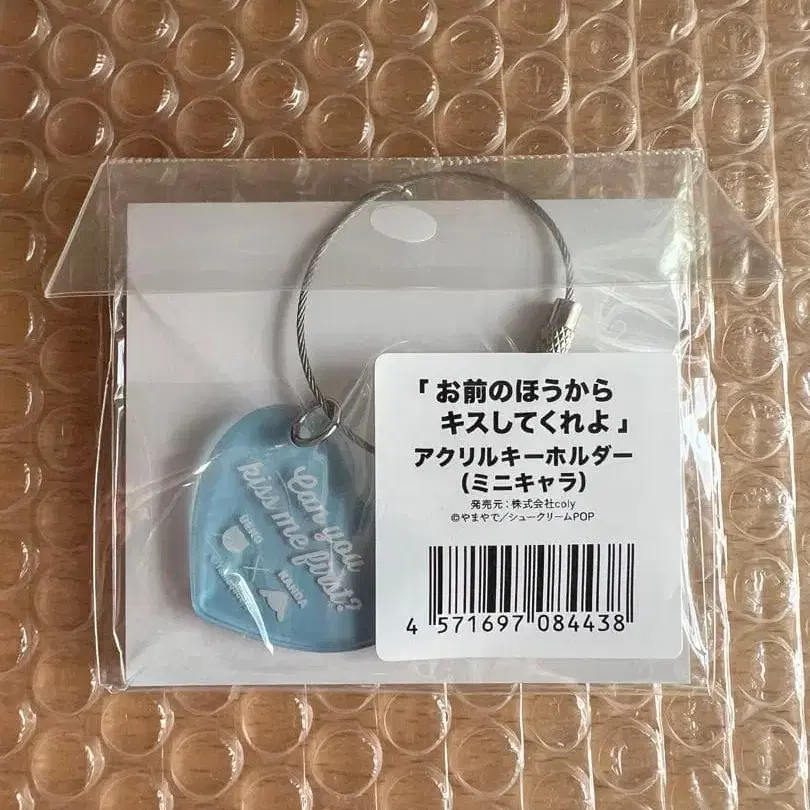 「お前のほうから
キスしてくれよ」
アクリルキーホルダー
(ミニキャラ)
発売元：株式会社coly
©やまやで／シュークリームPOP
4 571697 084438
Can you
kiss me first?
×
KANDA